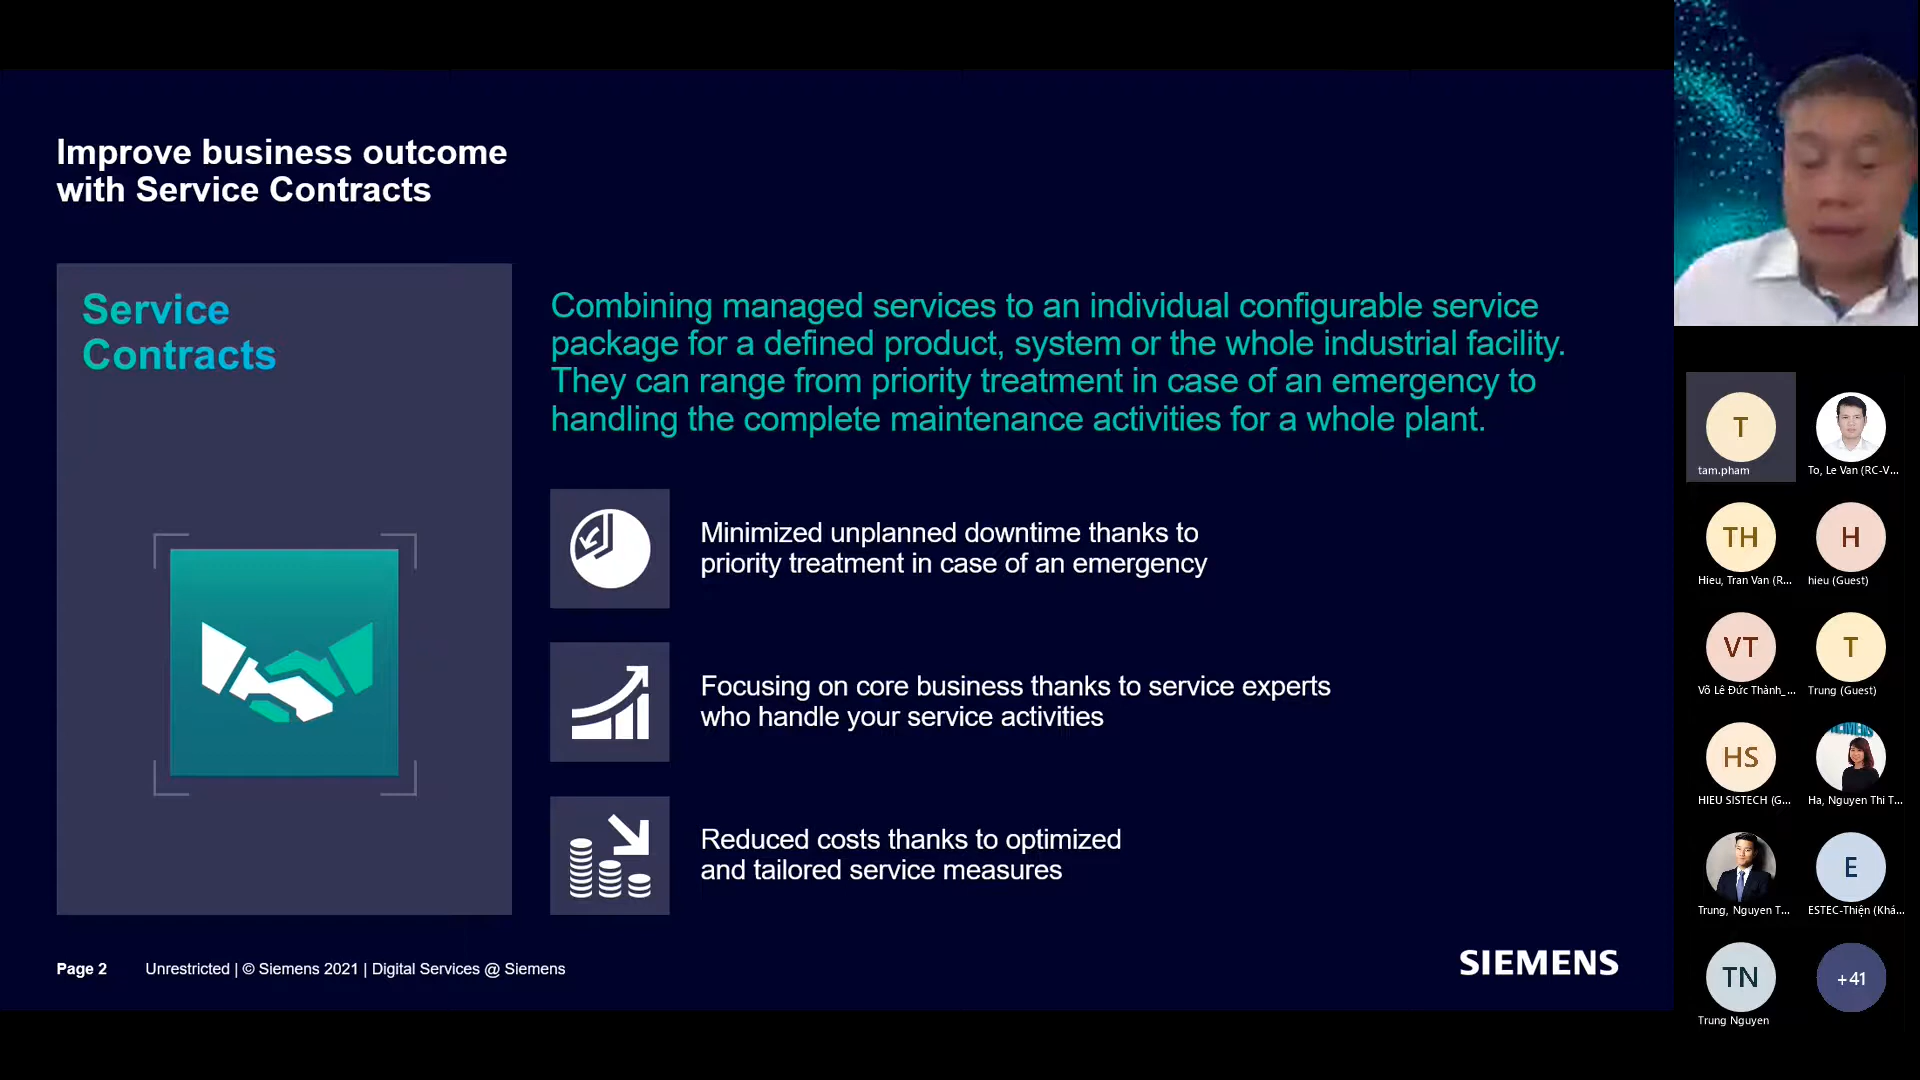 Improve business outcome
with Service Contracts
Service
Contracts
Combining managed services to an individual configurable service
package for a defined product, system or the whole industrial facility.
They can range from priority treatment in case of an emergency to
handling the complete maintenance activities for a whole plant.
Minimized unplanned downtime thanks to
priority treatment in case of an emergency
Focusing on core business thanks to service experts
who handle your service activities
Reduced costs thanks to optimized
and tailored service measures
Page 2 Unrestricted | © Siemens 2021 | Digital Services @ Siemens
SIEMENS
T
tam.pham
To, Le Van (RC-V...
TH
Hieu, Tran Van (R...
H
hieu (Guest)
VT
Võ Lê Đức Thành_...
T
Trung (Guest)
HS
HIEU SISTECH (G...
SIEMENS
Ha, Nguyen Thi T...
Trung, Nguyen T...
E
ESTEC-Thiện (Khá...
TN
Trung Nguyen
+41